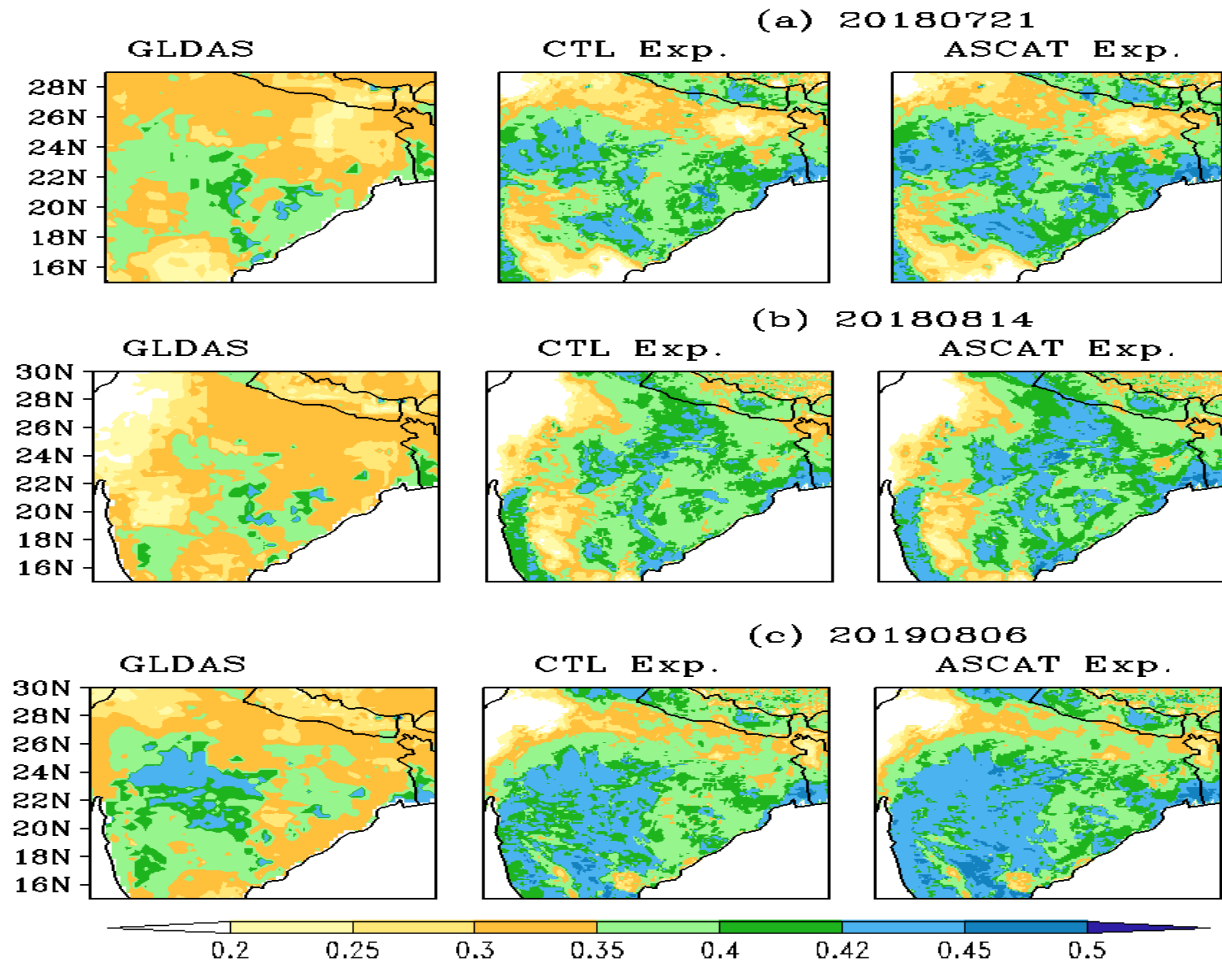 (a) 20180721
GLDAS CTL Exp. ASCAT Exp.
28N
26N
24N
22N
20N
18N
16N
(b) 20180814
GLDAS CTL Exp. ASCAT Exp.
30N
28N
26N
24N
22N
20N
18N
16N
(c) 20190806
GLDAS CTL Exp. ASCAT Exp.
30N
28N
26N
24N
22N
20N
18N
16N
0.2 0.25 0.3 0.35 0.4 0.42 0.45 0.5